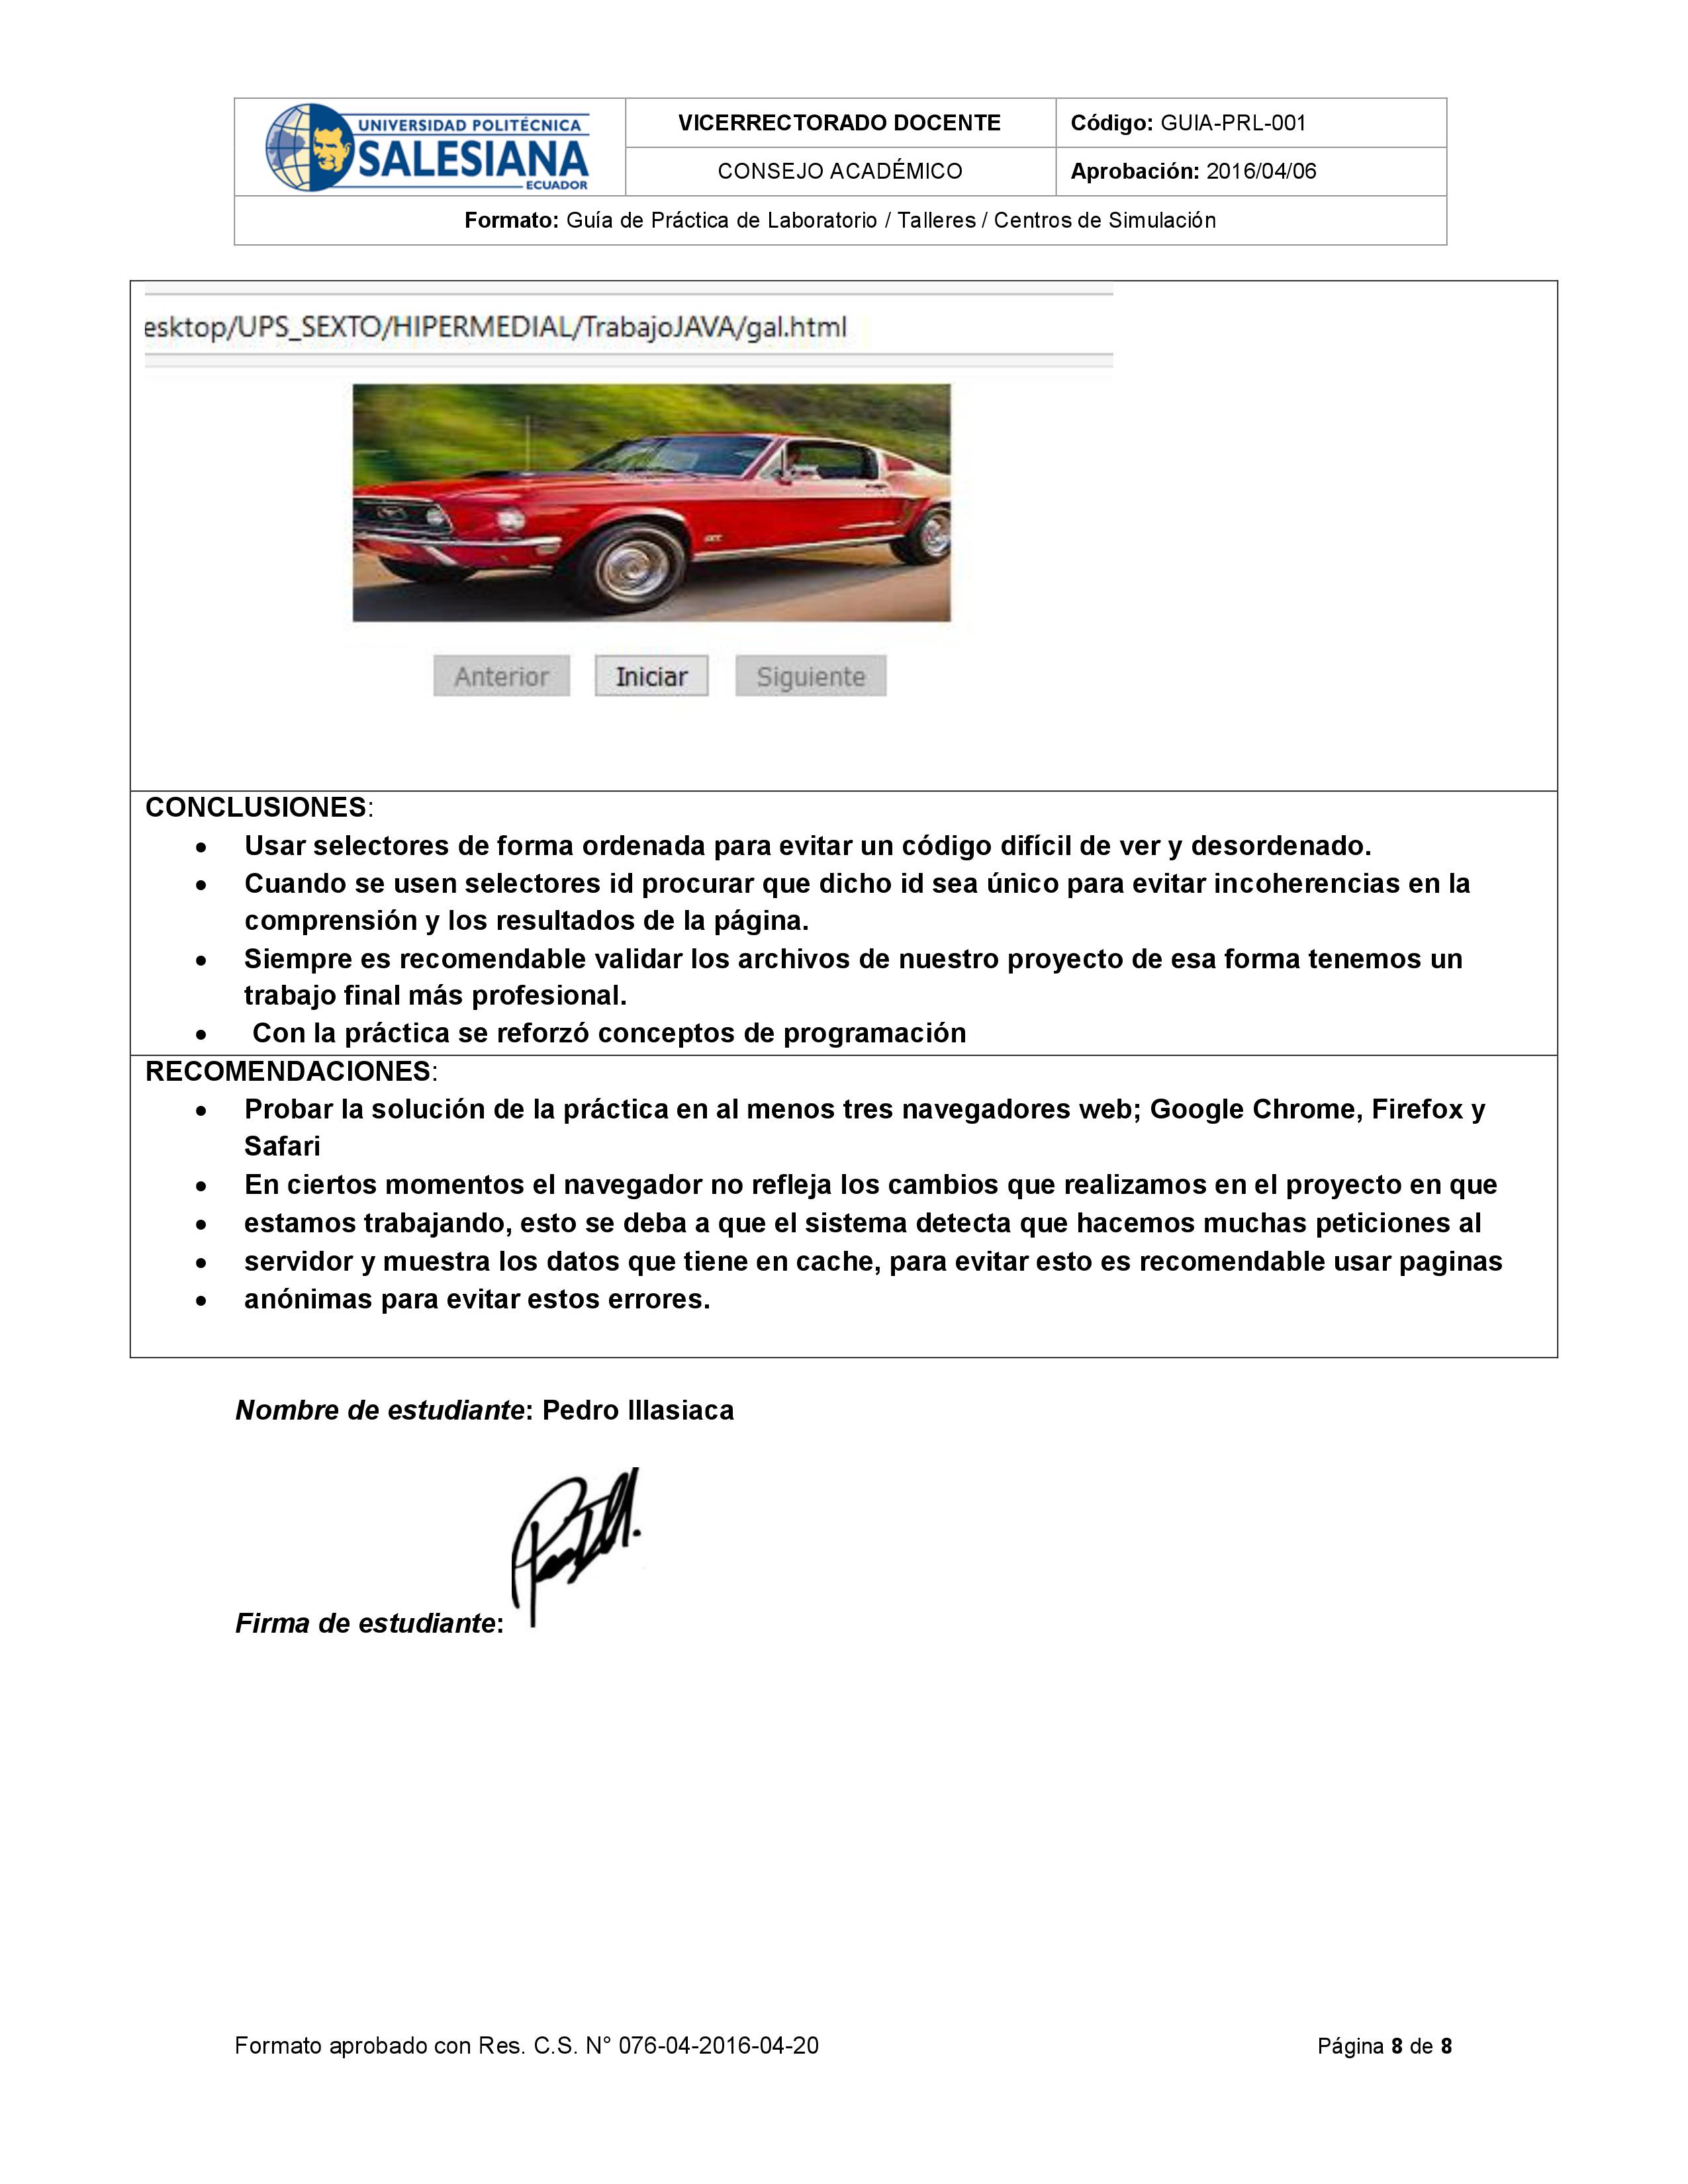 UNIVERSIDAD POLITÉCNICA
SALESIANA
ECUADOR
VICERRECTORADO DOCENTE
Código: GUIA-PRL-001
CONSEJO ACADÉMICO
Aprobación: 2016/04/06
Formato: Guía de Práctica de Laboratorio / Talleres / Centros de Simulación
esktop/UPS_SEXTO/HIPERMEDIAL/TrabajoJAVA/gal.html
Anterior Iniciar Siguiente
CONCLUSIONES:
• Usar selectores de forma ordenada para evitar un código difícil de ver y desordenado.
• Cuando se usen selectores id procurar que dicho id sea único para evitar incoherencias en la
comprensión y los resultados de la página.
• Siempre es recomendable validar los archivos de nuestro proyecto de esa forma tenemos un
trabajo final más profesional.
• Con la práctica se reforzó conceptos de programación
RECOMENDACIONES:
• Probar la solución de la práctica en al menos tres navegadores web; Google Chrome, Firefox y
Safari
• En ciertos momentos el navegador no refleja los cambios que realizamos en el proyecto en que
• estamos trabajando, esto se deba a que el sistema detecta que hacemos muchas peticiones al
• servidor y muestra los datos que tiene en cache, para evitar esto es recomendable usar paginas
• anónimas para evitar estos errores.
Nombre de estudiante: Pedro Illasiaca
Firma de estudiante:
Formato aprobado con Res. C.S. N° 076-04-2016-04-20
Página 8 de 8